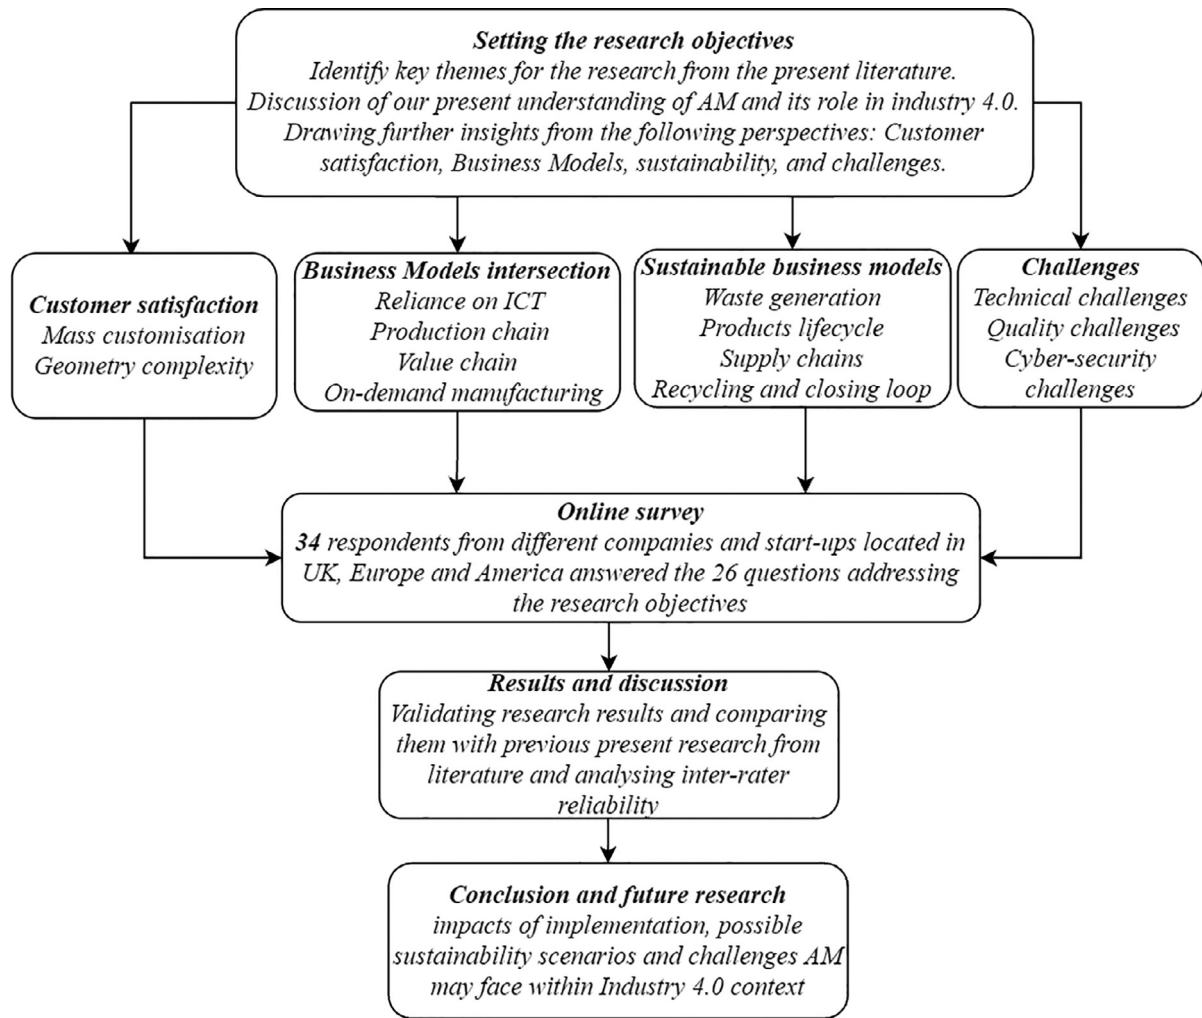 Setting the research objectives
Identify key themes for the research from the present literature.
Discussion of our present understanding of AM and its role in industry 4.0.
Drawing further insights from the following perspectives: Customer
satisfaction, Business Models, sustainability, and challenges.
Customer satisfaction
Mass customisation
Geometry complexity
Business Models intersection
Reliance on ICT
Production chain
Value chain
On-demand manufacturing
Sustainable business models
Waste generation
Products lifecycle
Supply chains
Recycling and closing loop
Challenges
Technical challenges
Quality challenges
Cyber-security
challenges
Online survey
34 respondents from different companies and start-ups located in
UK, Europe and America answered the 26 questions addressing
the research objectives
Results and discussion
Validating research results and comparing
them with previous present research from
literature and analysing inter-rater
reliability
Conclusion and future research
impacts of implementation, possible
sustainability scenarios and challenges AM
may face within Industry 4.0 context